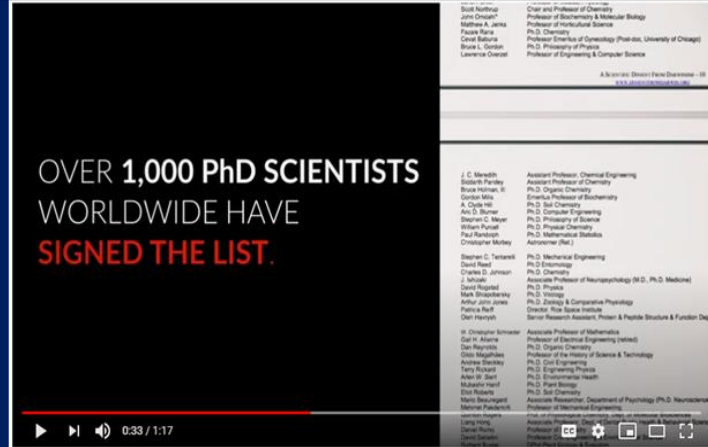 Scott Northrup Chair and Professor of Chemistry
John Omdahl* Professor of Biochemistry & Molecular Biology
Matthew A. Jenks Professor of Horticultural Science
Fazale Rana Ph.D. Chemistry
Cevat Babuna Professor Emeritus of Gynecology (Post-doc, University of Chicago)
Bruce L. Gordon Ph.D. Philosophy of Physics
Professor of Engineering & Computer Science
OVER 1,000 PhD SCIENTISTS
WORLDWIDE HAVE
SIGNED THE LIST.
J. C. Meredith Assistant Professor, Chemical Engineering
Assistant Professor of Chemistry
Bruce Holman, III Ph.D. Organic Chemistry
Gordon Mills Emeritus Professor of Biochemistry
A. Clyde Hill Ph.D. Soil Chemistry
Ph.D. Computer Engineering
Stephen C. Meyer Ph.D. Philosophy of Science
William Purcell Ph.D. Physical Chemistry
Paul Randolph Ph.D. Mathematical Statistics
Christopher Morbey Astronomer (Ret.)
Stephen C. Tentarelli Ph.D. Mechanical Engineering
David Reed Ph.D Entomology
Charles D. Johnson Ph.D. Chemistry
Associate Professor of Neuropsychology (M.D., Ph.D. Medicine)
David Rogstad Ph.D. Physics
Ph.D. Virology
Arthur John Jones Ph.D. Zoology & Comparative Physiology
Patricia Reiff Director, Rice Space Institute
Senior Research Assistant, Protein & Peptide Structure & Function
Associate Professor of Mathematics
Professor of Electrical Engineering (retired)
Dan Reynolds Ph.D. Organic Chemistry
Gildo Magalhães Professor of the History of Science & Technology
Andrew Steckley Ph.D. Civil Engineering
Terry Rickard Ph.D. Engineering Physics
Ph.D. Environmental Health
Ph.D. Plant Biology
Eliot Roberts Ph.D. Soil Chemistry
Mario Beauregard Associate Researcher, Department of Psychology (Ph.D. Neuroscience
Professor of Mechanical Engineering
0:33 / 1:17
CC